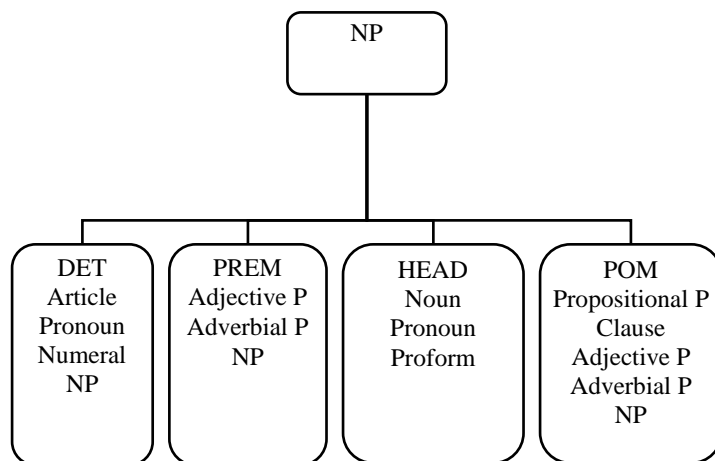 NP
DET
Article
Pronoun
Numeral
NP
PREM
Adjective P
Adverbial P
NP
HEAD
Noun
Pronoun
Proform
POM
Propositional P
Clause
Adjective P
Adverbial P
NP